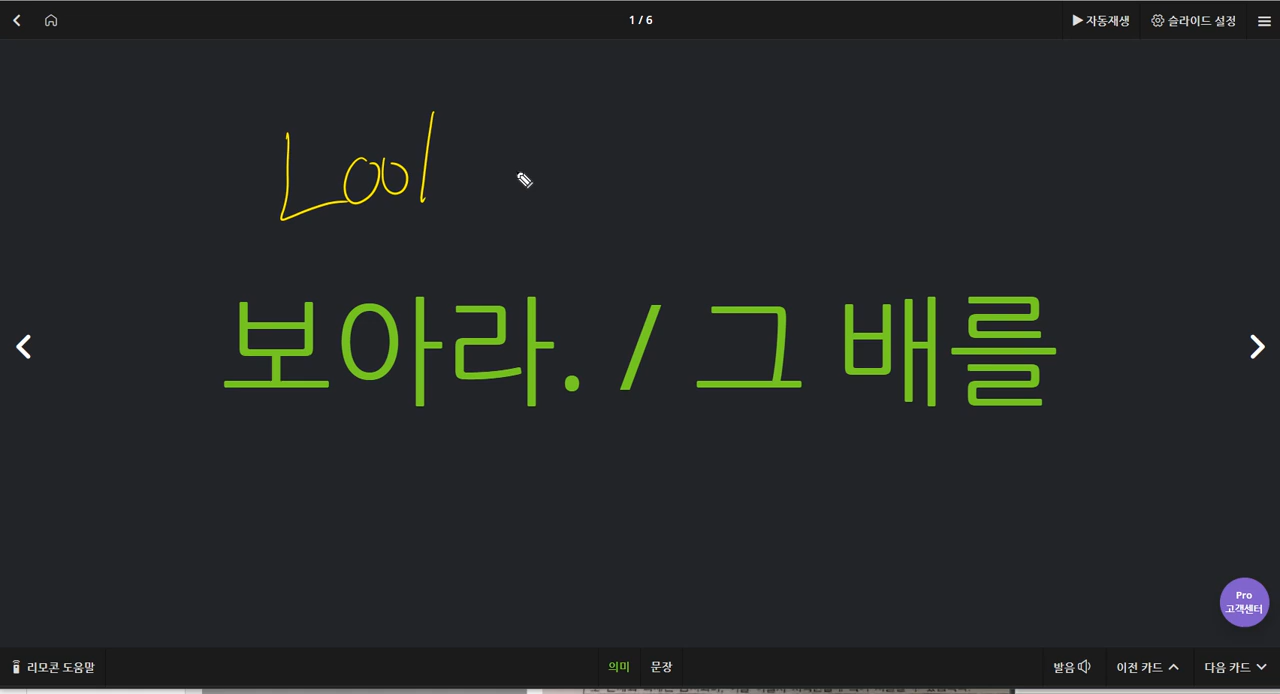 1 / 6
▶ 자동재생
슬라이드 설정
Lool
보아라. / 그 배를
Pro
고객센터
리모콘 도움말
의미
문장
발음
이전 카드
다음 카드